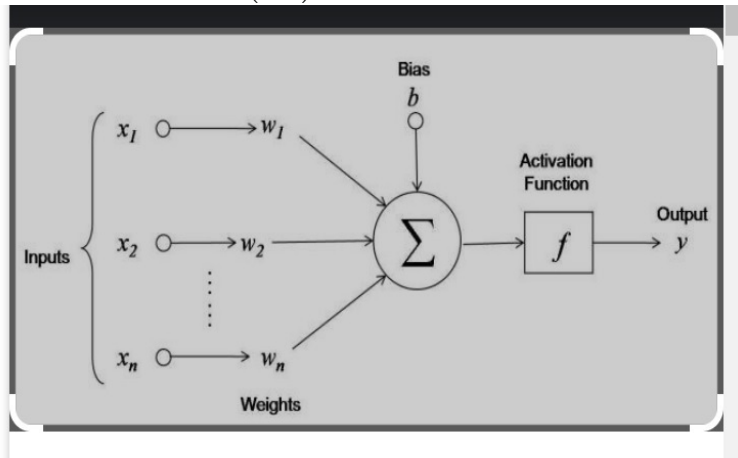 Bias
b
x1 w1
Activation
Function
Output
Inputs
x2 w2
Σ
f
y
xn wn
Weights